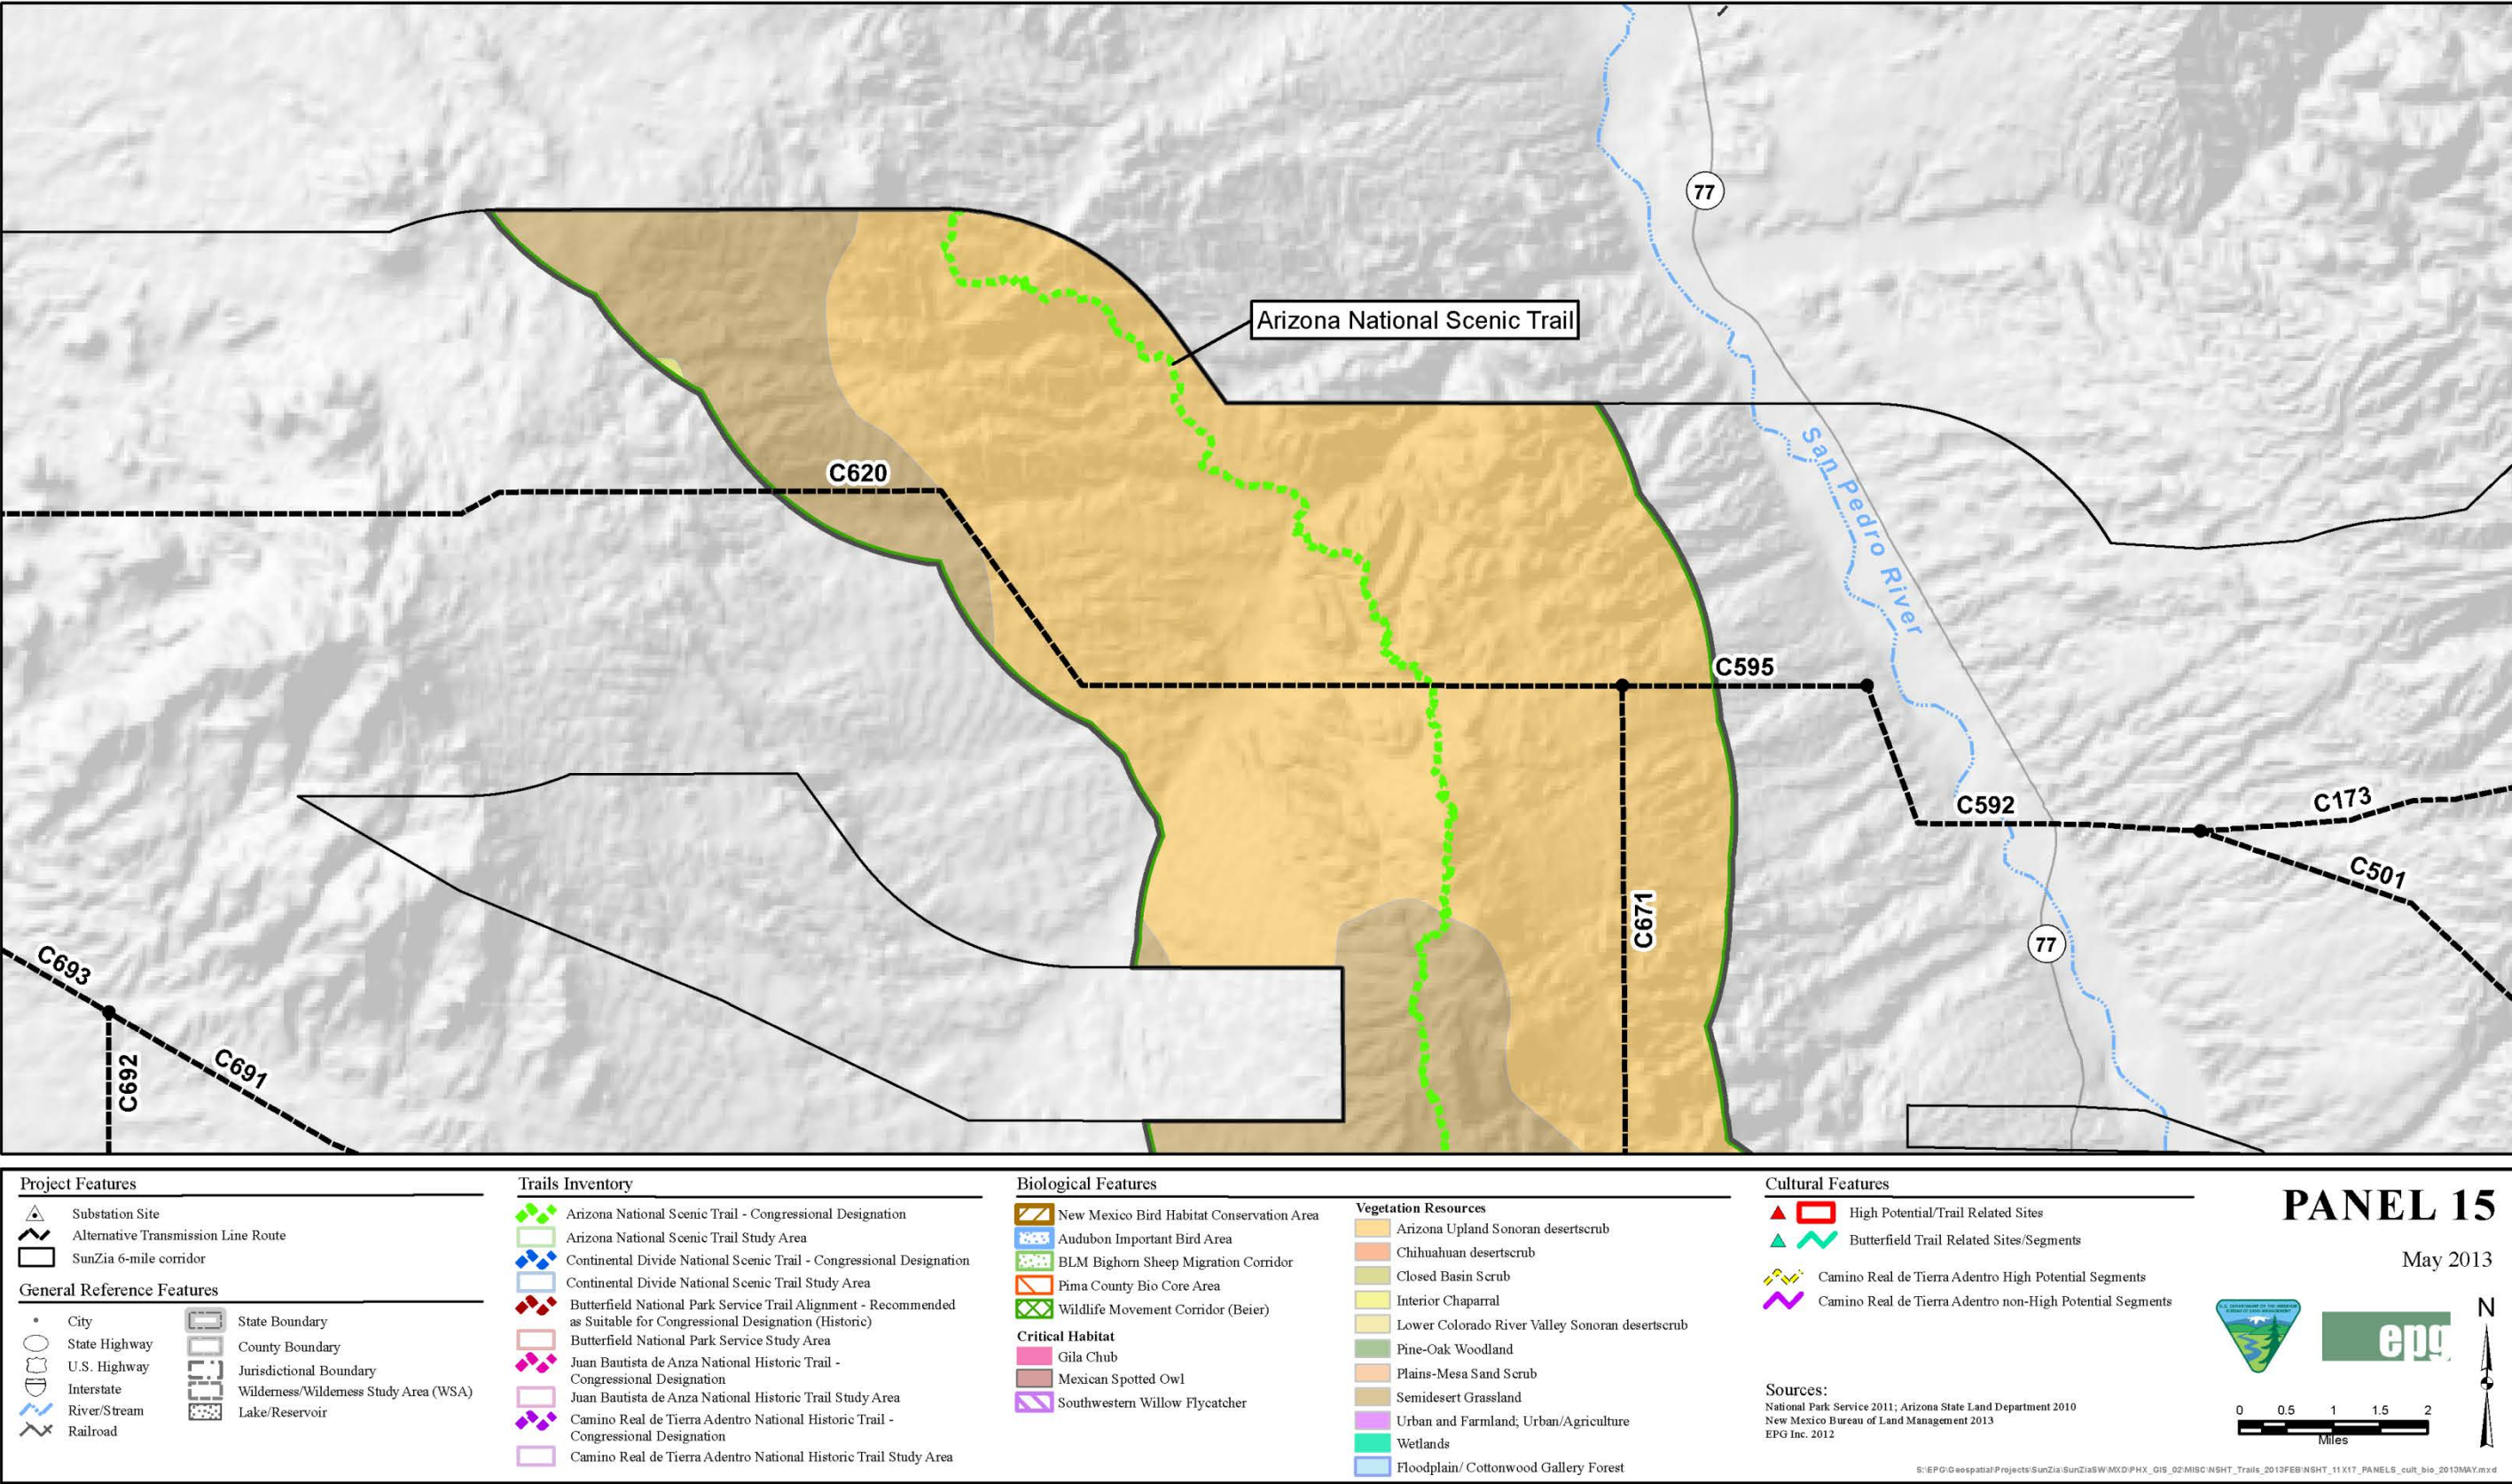 77
Arizona National Scenic Trail
San Pedro River
C620
C595
C592
C173
C501
C671
77
C693
C692
C691
Project Features
Substation Site
Alternative Transmission Line Route
SunZia 6-mile corridor
General Reference Features
City
State Highway
U.S. Highway
Interstate
River/Stream
Railroad
State Boundary
County Boundary
Jurisdictional Boundary
Wilderness/Wilderness Study Area (WSA)
Lake/Reservoir
Trails Inventory
Arizona National Scenic Trail - Congressional Designation
Arizona National Scenic Trail Study Area
Continental Divide National Scenic Trail - Congressional Designation
Continental Divide National Scenic Trail Study Area
Butterfield National Park Service Trail Alignment - Recommended
as Suitable for Congressional Designation (Historic)
Butterfield National Park Service Study Area
Juan Bautista de Anza National Historic Trail -
Congressional Designation
Juan Bautista de Anza National Historic Trail Study Area
Camino Real de Tierra Adentro National Historic Trail -
Congressional Designation
Camino Real de Tierra Adentro National Historic Trail Study Area
Biological Features
New Mexico Bird Habitat Conservation Area
Audubon Important Bird Area
BLM Bighorn Sheep Migration Corridor
Pima County Bio Core Area
Wildlife Movement Corridor (Beier)
Critical Habitat
Gila Chub
Mexican Spotted Owl
Southwestern Willow Flycatcher
Vegetation Resources
Arizona Upland Sonoran desertscrub
Chihuahuan desertscrub
Closed Basin Scrub
Interior Chaparral
Lower Colorado River Valley Sonoran desertscrub
Pine-Oak Woodland
Plains-Mesa Sand Scrub
Semidesert Grassland
Urban and Farmland; Urban/Agriculture
Wetlands
Floodplain/ Cottonwood Gallery Forest
Cultural Features
High Potential/Trail Related Sites
Butterfield Trail Related Sites/Segments
Camino Real de Tierra Adentro High Potential Segments
Camino Real de Tierra Adentro non-High Potential Segments
PANEL 15
May 2013
epg
N
Sources:
National Park Service 2011; Arizona State Land Department 2010
New Mexico Bureau of Land Management 2013
EPG Inc. 2012
0 0.5 1 1.5 2
Miles
S:\EPG\Geospatial\Projects\SunZia\SunZiaSW\MXD\PHX_GIS_02\MISC\NSHT_Trails_2013FEB\NSHT_11X17_PANELS_cult_bio_2013MAY.mxd